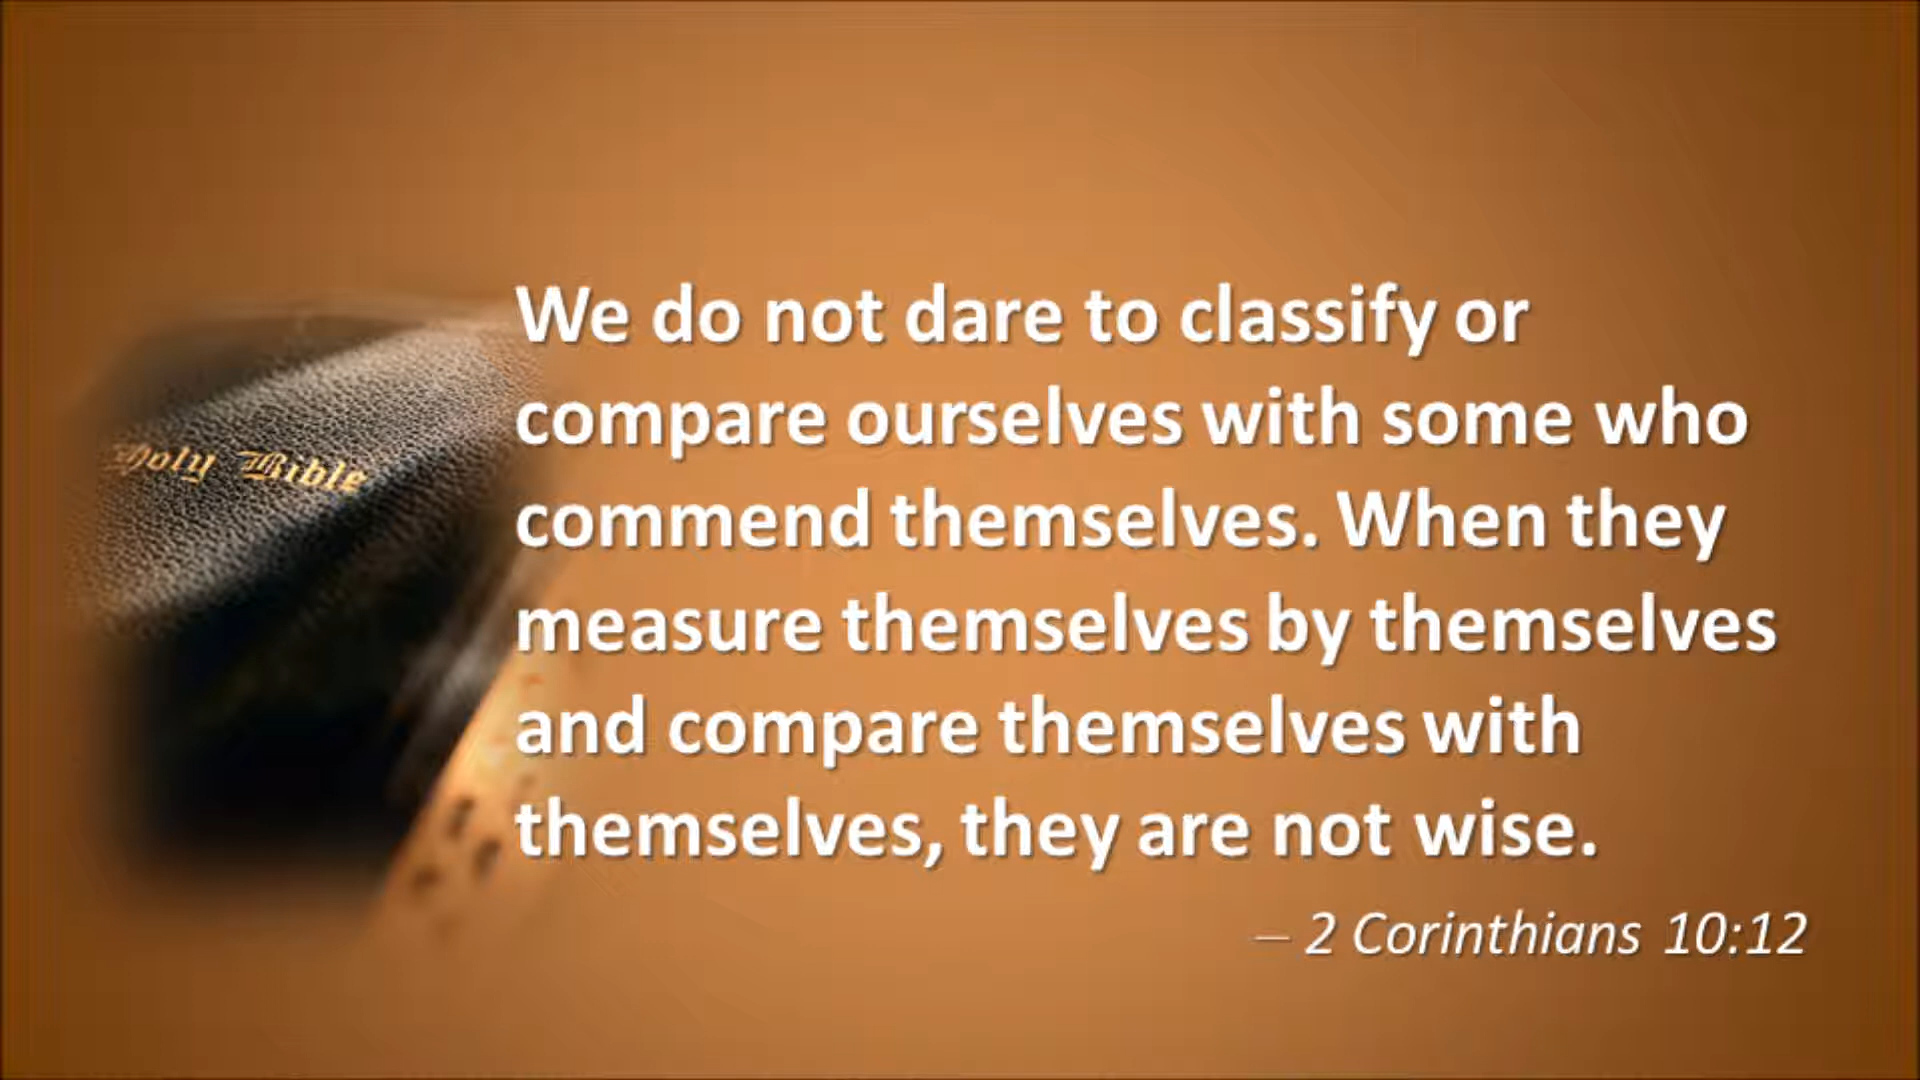 Holy Bible
We do not dare to classify or
compare ourselves with some who
commend themselves. When they
measure themselves by themselves
and compare themselves with
themselves, they are not wise.
– 2 Corinthians 10:12